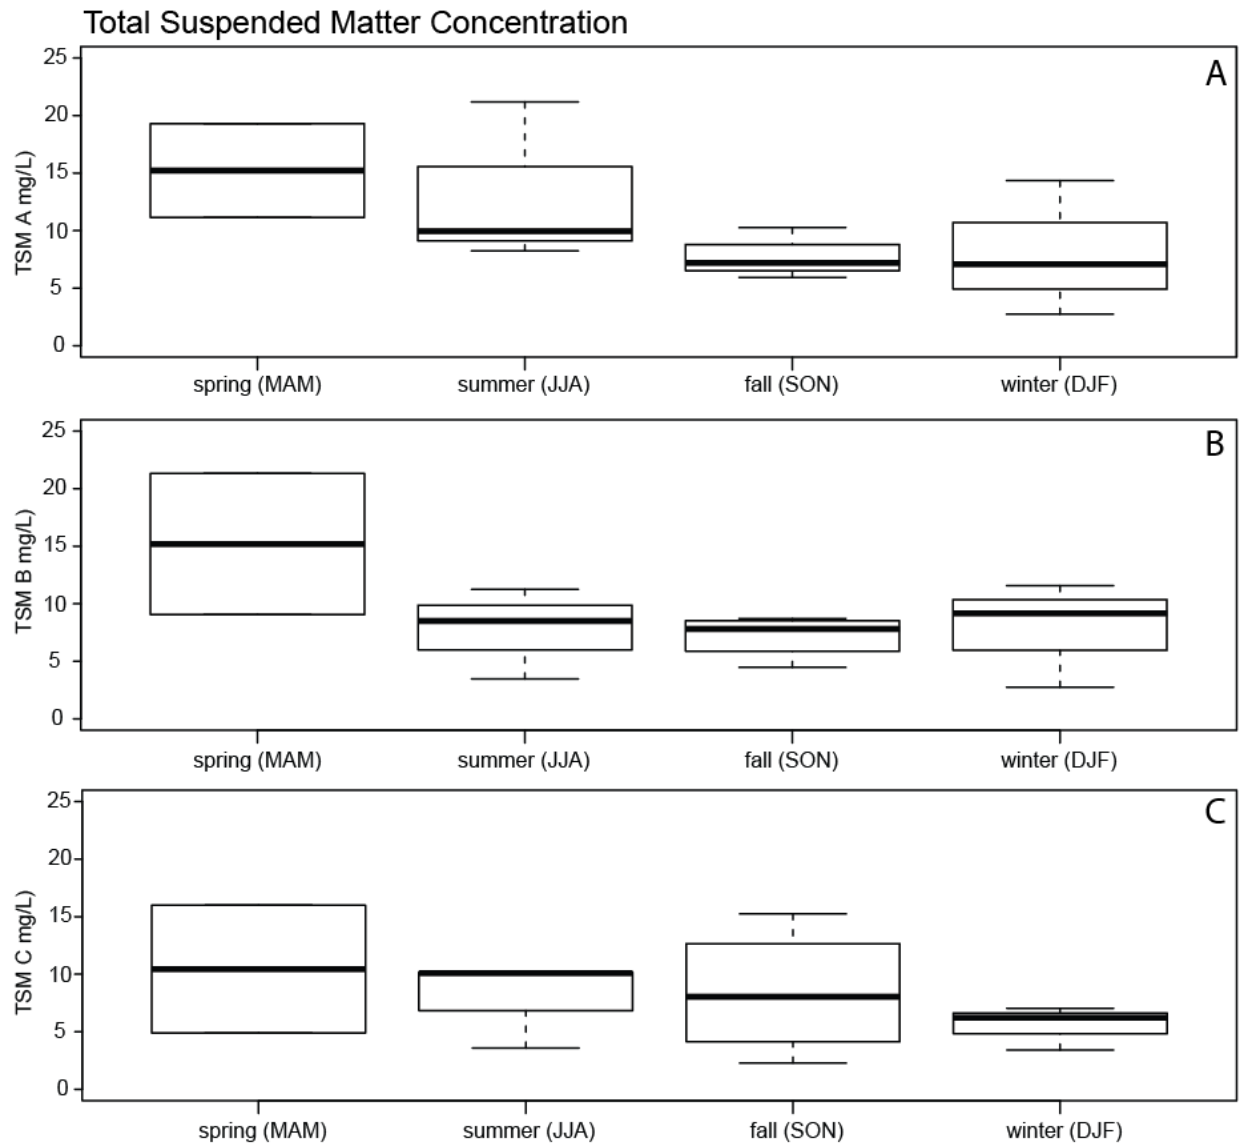 Total Suspended Matter Concentration
A
TSM A mg/L)
25
20
15
10
5
0
spring (MAM) summer (JJA) fall (SON) winter (DJF)
B
TSM B mg/L)
25
20
15
10
5
0
spring (MAM) summer (JJA) fall (SON) winter (DJF)
C
TSM C mg/L)
25
20
15
10
5
0
spring (MAM) summer (JJA) fall (SON) winter (DJF)